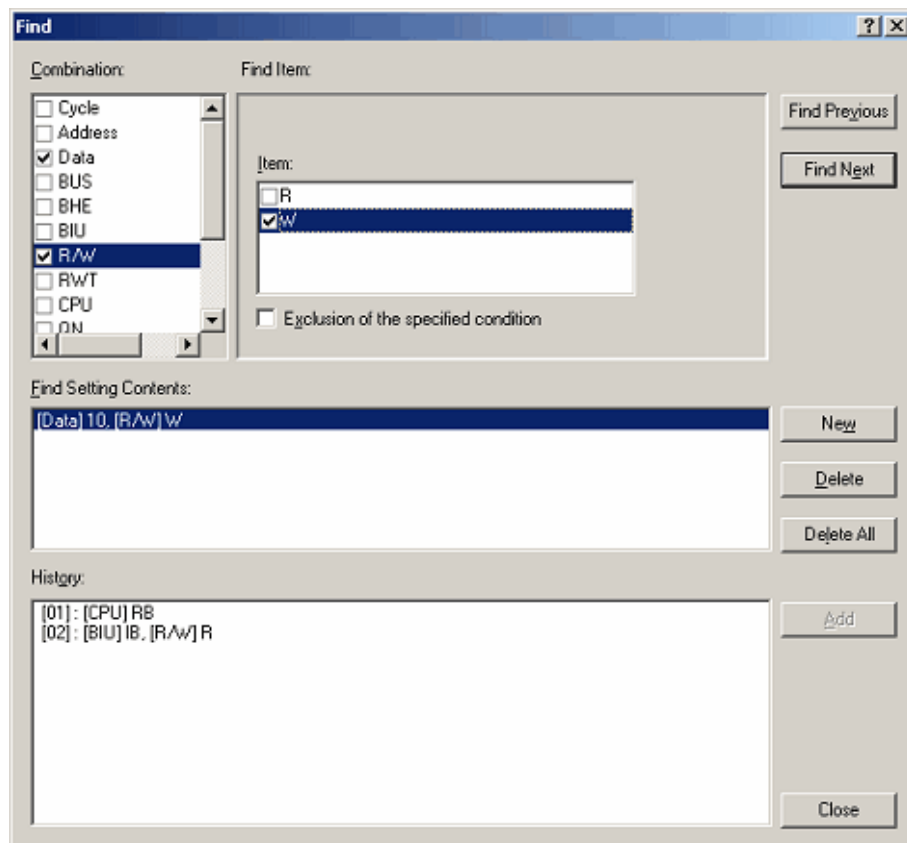 Find
Combination: Find Item:
Cycle
Address
Data
BUS
BHE
BIU
R/W
RWT
CPU
QN
Item:
R
W
Exclusion of the specified condition
Find Previous
Find Next
Find Setting Contents:
[Data] 10, [R/W] W
New
Delete
Delete All
History:
[01] : [CPU] RB
[02] : [BIU] IB, [R/W] R
Add
Close